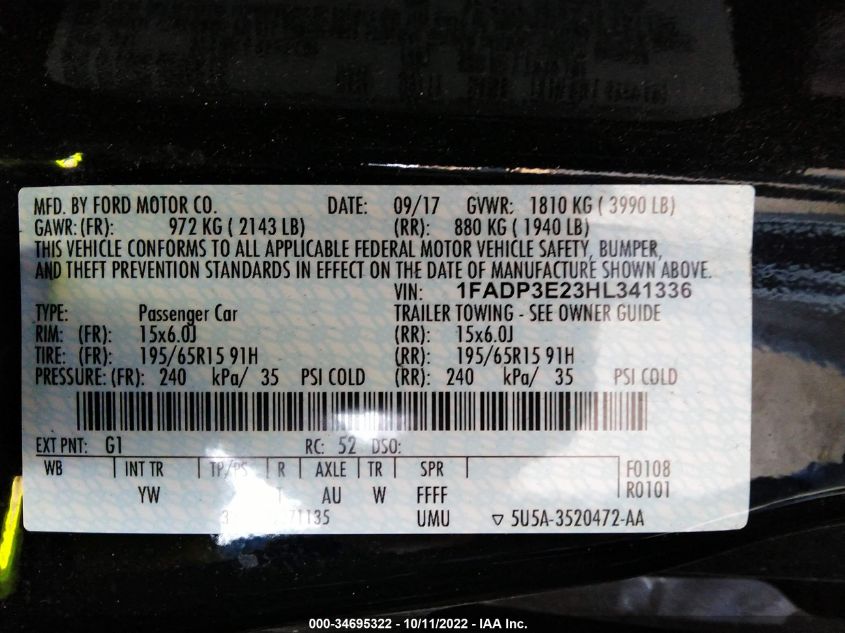 MFD. BY FORD MOTOR CO. DATE: 09/17 GVWR: 1810 KG ( 3990 LB)
GAWR: (FR): 972 KG ( 2143 LB) (RR): 880 KG ( 1940 LB)
THIS VEHICLE CONFORMS TO ALL APPLICABLE FEDERAL MOTOR VEHICLE SAFETY, BUMPER,
AND THEFT PREVENTION STANDARDS IN EFFECT ON THE DATE OF MANUFACTURE SHOWN ABOVE.
VIN: 1FADP3E23HL341336
TYPE: Passenger Car TRAILER TOWING - SEE OWNER GUIDE
RIM: (FR): 15x6.0J (RR): 15x6.0J
TIRE: (FR): 195/65R15 91H (RR): 195/65R15 91H
PRESSURE: (FR): 240 kPa/ 35 PSI COLD (RR): 240 kPa/ 35 PSI COLD
EXT PNT: G1 RC: 52 DSO:
WB INT TR TP/PS R AXLE TR SPR F0108
YW AU W FFFF R0101
71135 UMU 5U5A-3520472-AA
000-34695322 - 10/11/2022 - IAA Inc.